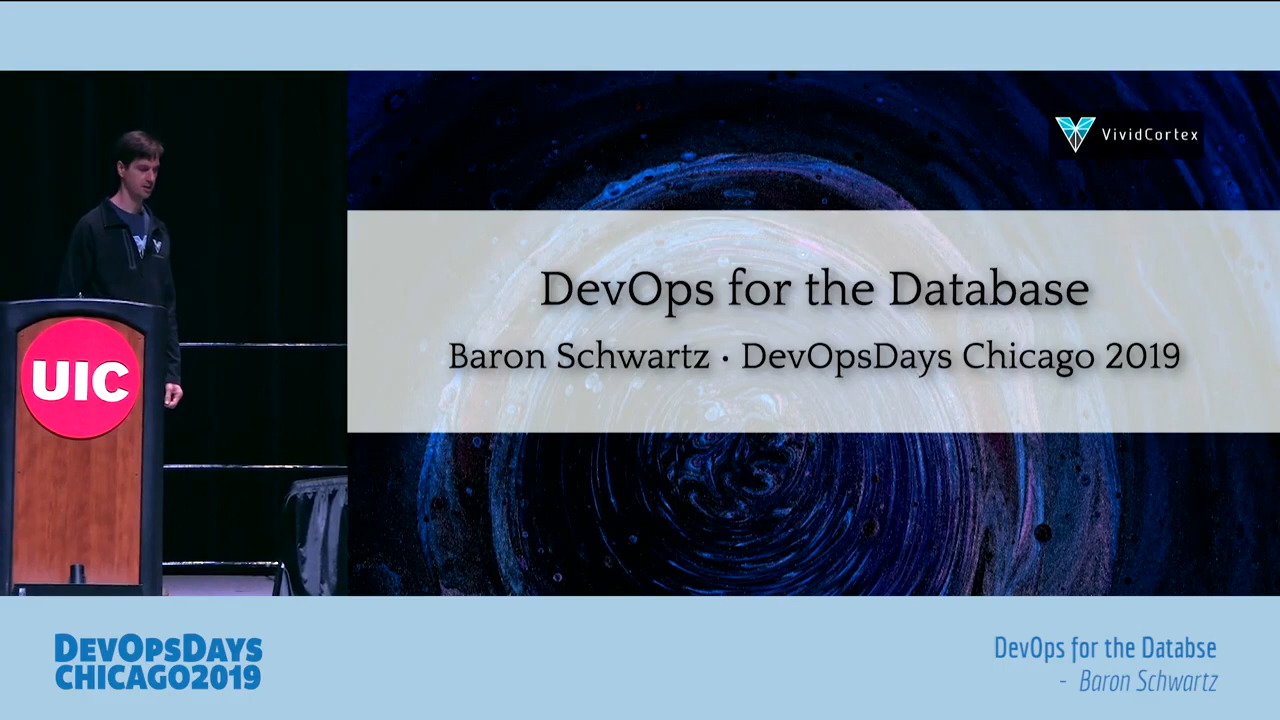 VividCortex
DevOps for the Database
Baron Schwartz · DevOpsDays Chicago 2019
UIC
DEVOPSDAYS
CHICAGO2019
DevOps for the Databse
- Baron Schwartz